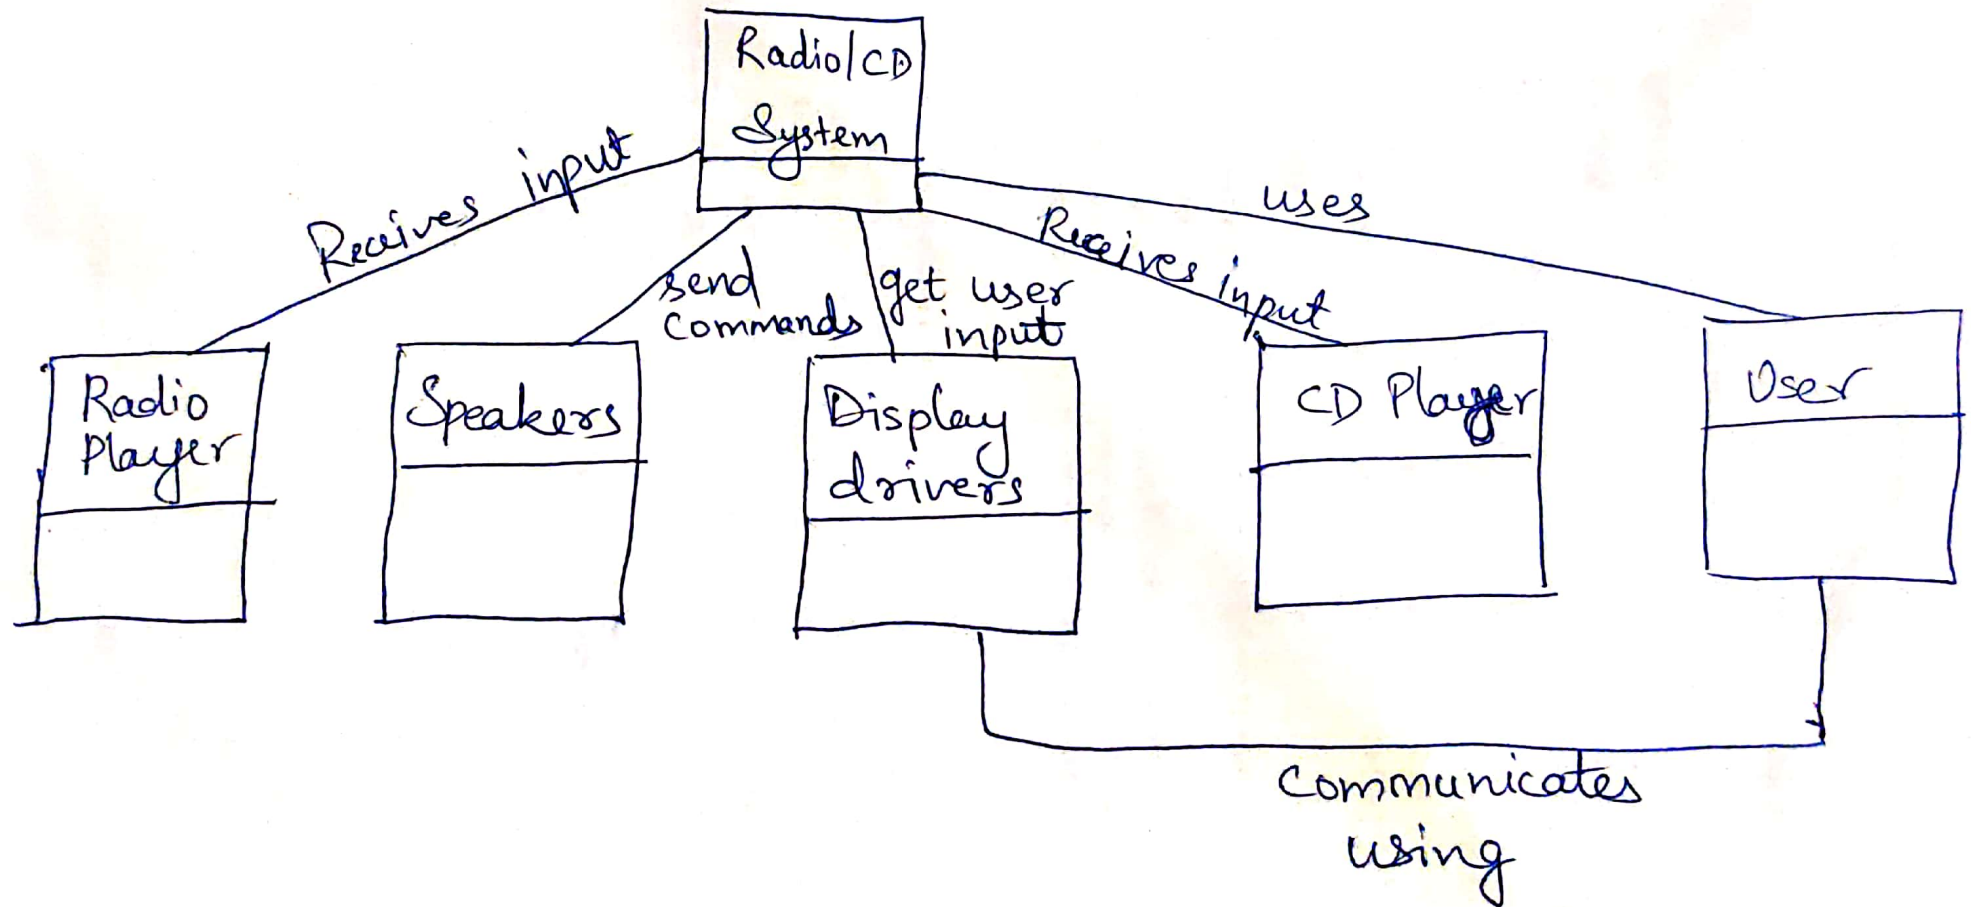 Radio/CD
System
Receives input
send
commands
get user
input
Receives input
uses
Radio
Player
Speakers
Display
drivers
CD Player
User
communicates
using